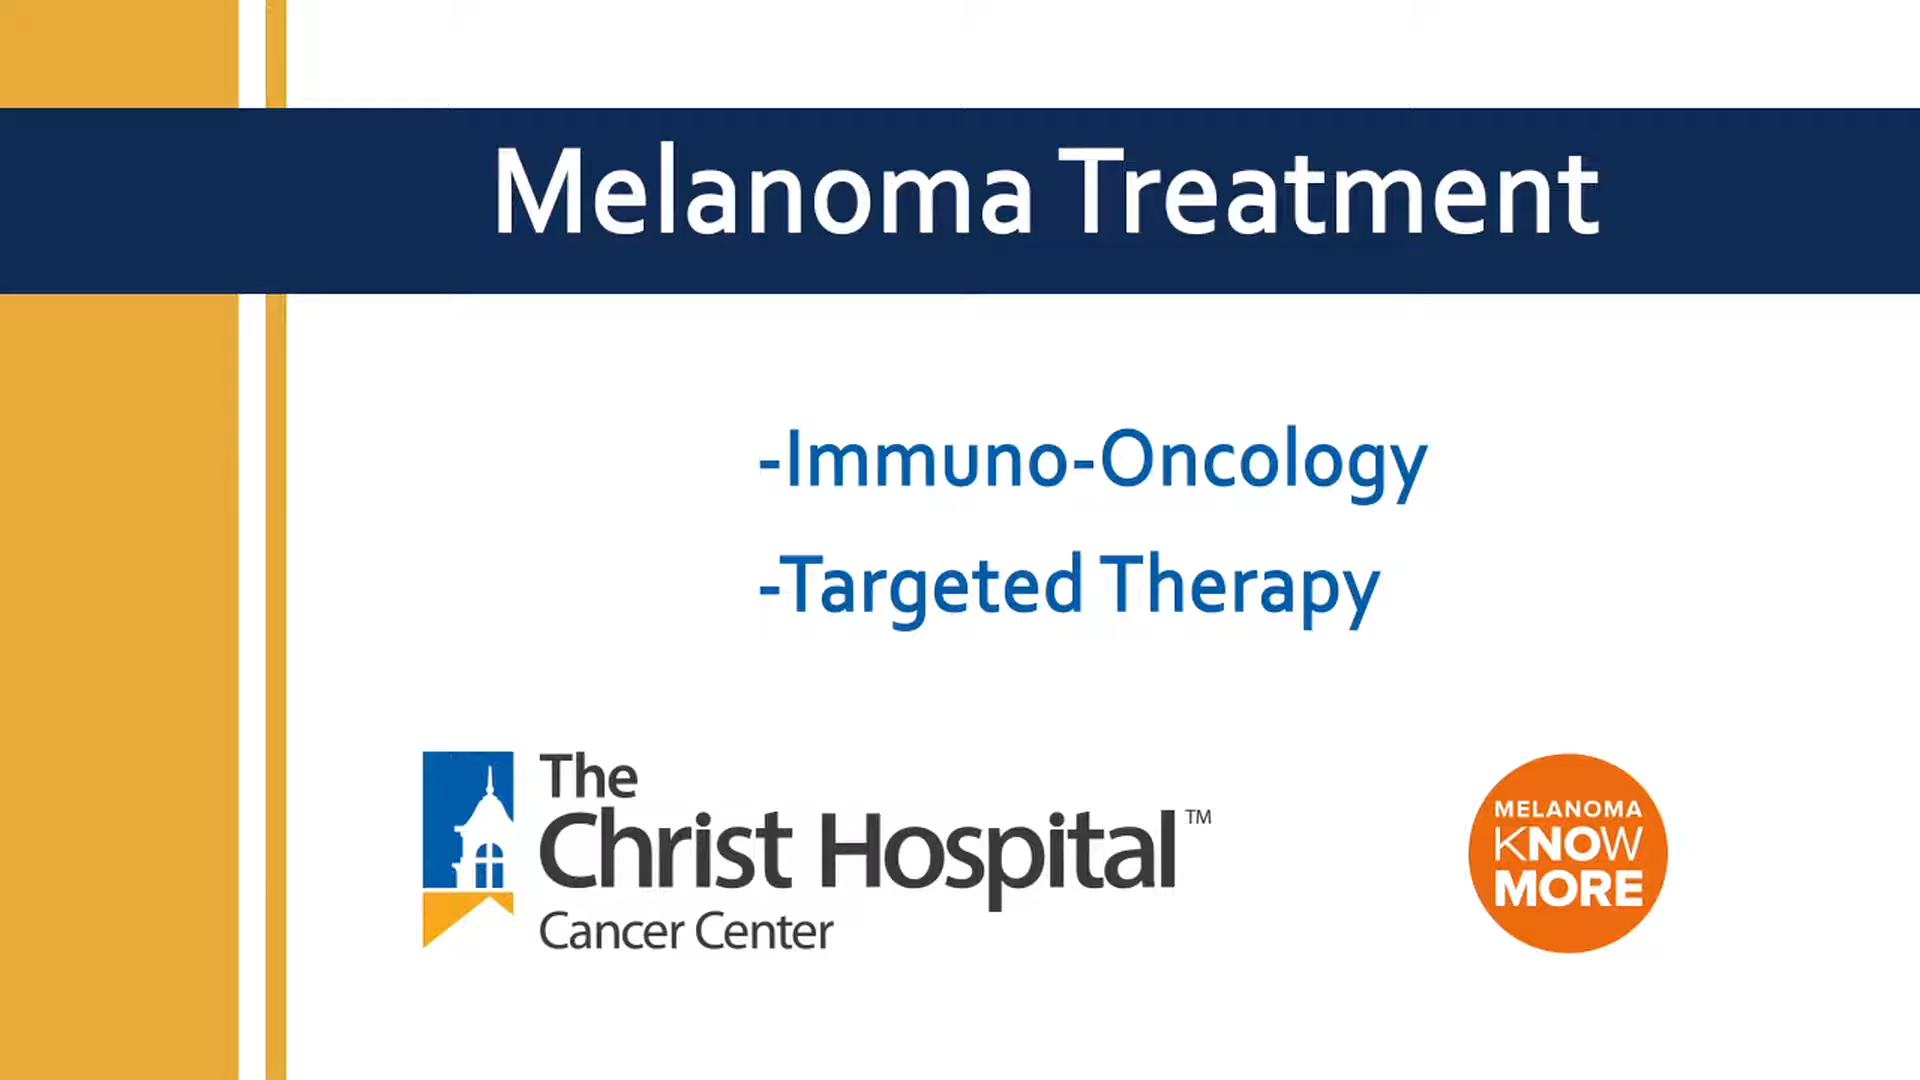 Melanoma Treatment
-Immuno-Oncology
-Targeted Therapy
The
Christ Hospital™
Cancer Center
MELANOMA
KNOW
MORE